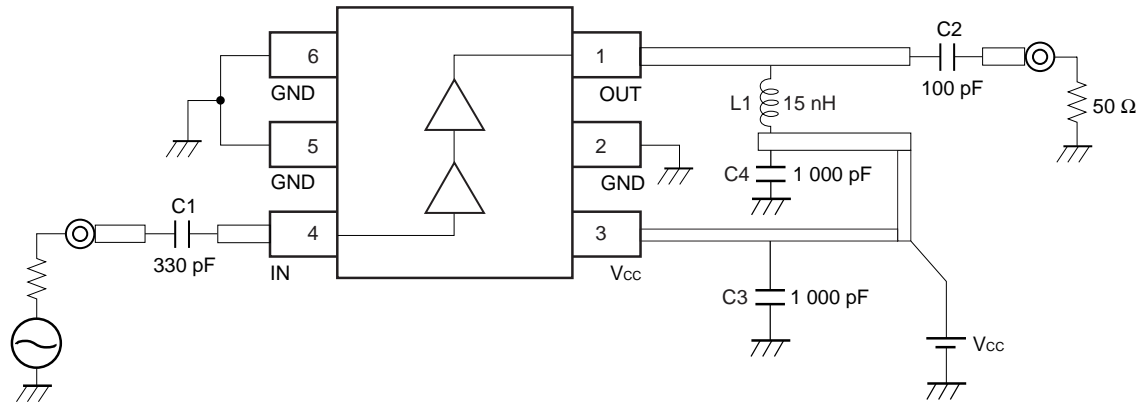 C2
6
1
GND
OUT
100 pF
L1
15 nH
50 Ω
5
2
GND
GND
C4
1 000 pF
C1
4
3
330 pF
IN
VCC
C3
1 000 pF
VCC